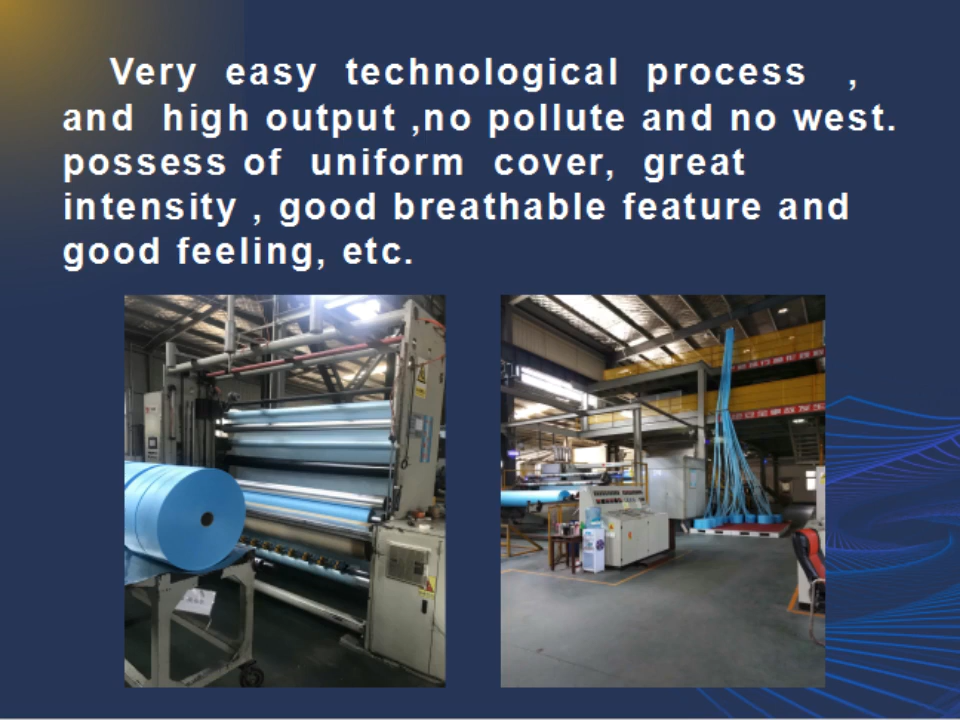 Very easy technological process ,
and high output ,no pollute and no west.
possess of uniform cover, great
intensity , good breathable feature and
good feeling, etc.